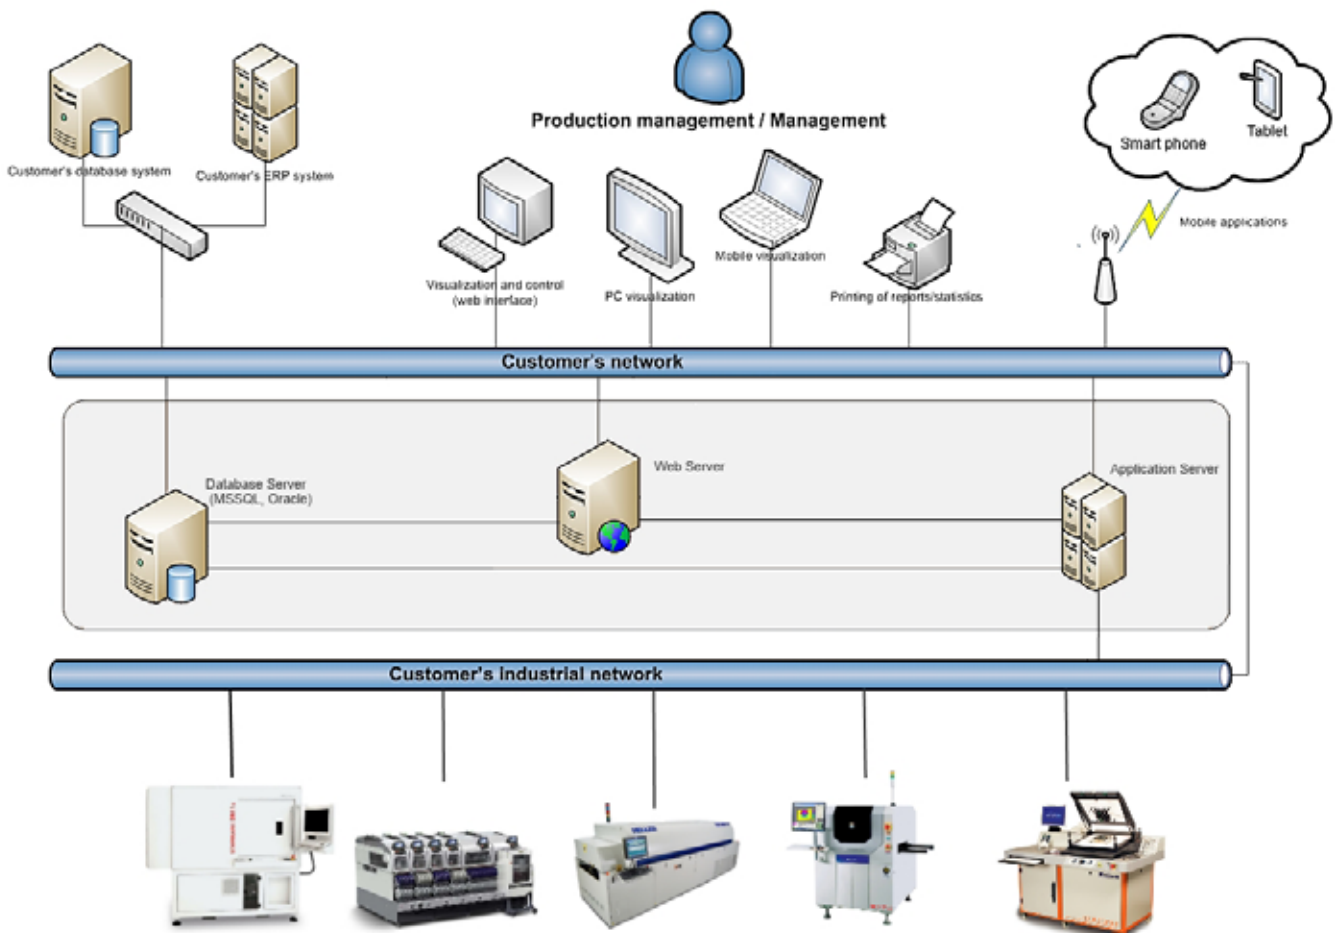 Production management / Management
Smart phone
Tablet
Customer's database system
Customer's ERP system
Mobile applications
Visualization and control
(web interface)
PC visualization
Mobile visualization
Printing of reports/statistics
Customer's network
Database Server
(MSSQL, Oracle)
Web Server
Application Server
Customer's industrial network
HELLER